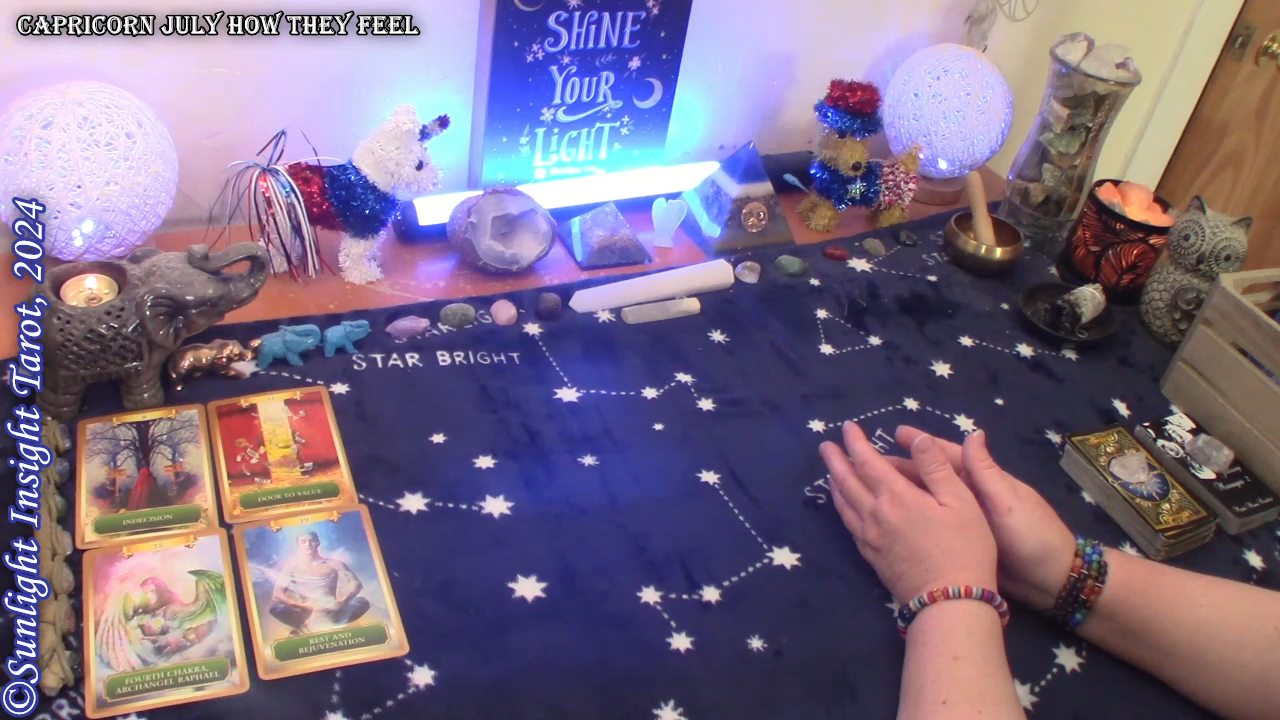 CAPRICORN JULY HOW THEY FEEL
SHINE
YOUR
LIGHT
©Sunlight Insight Tarot, 2024
STAR BRIGHT
INDECISION
DOOR TO VALUE
FOURTH CHAKRA,
ARCHANGEL RAPHAEL
REST AND
REJUVENATION